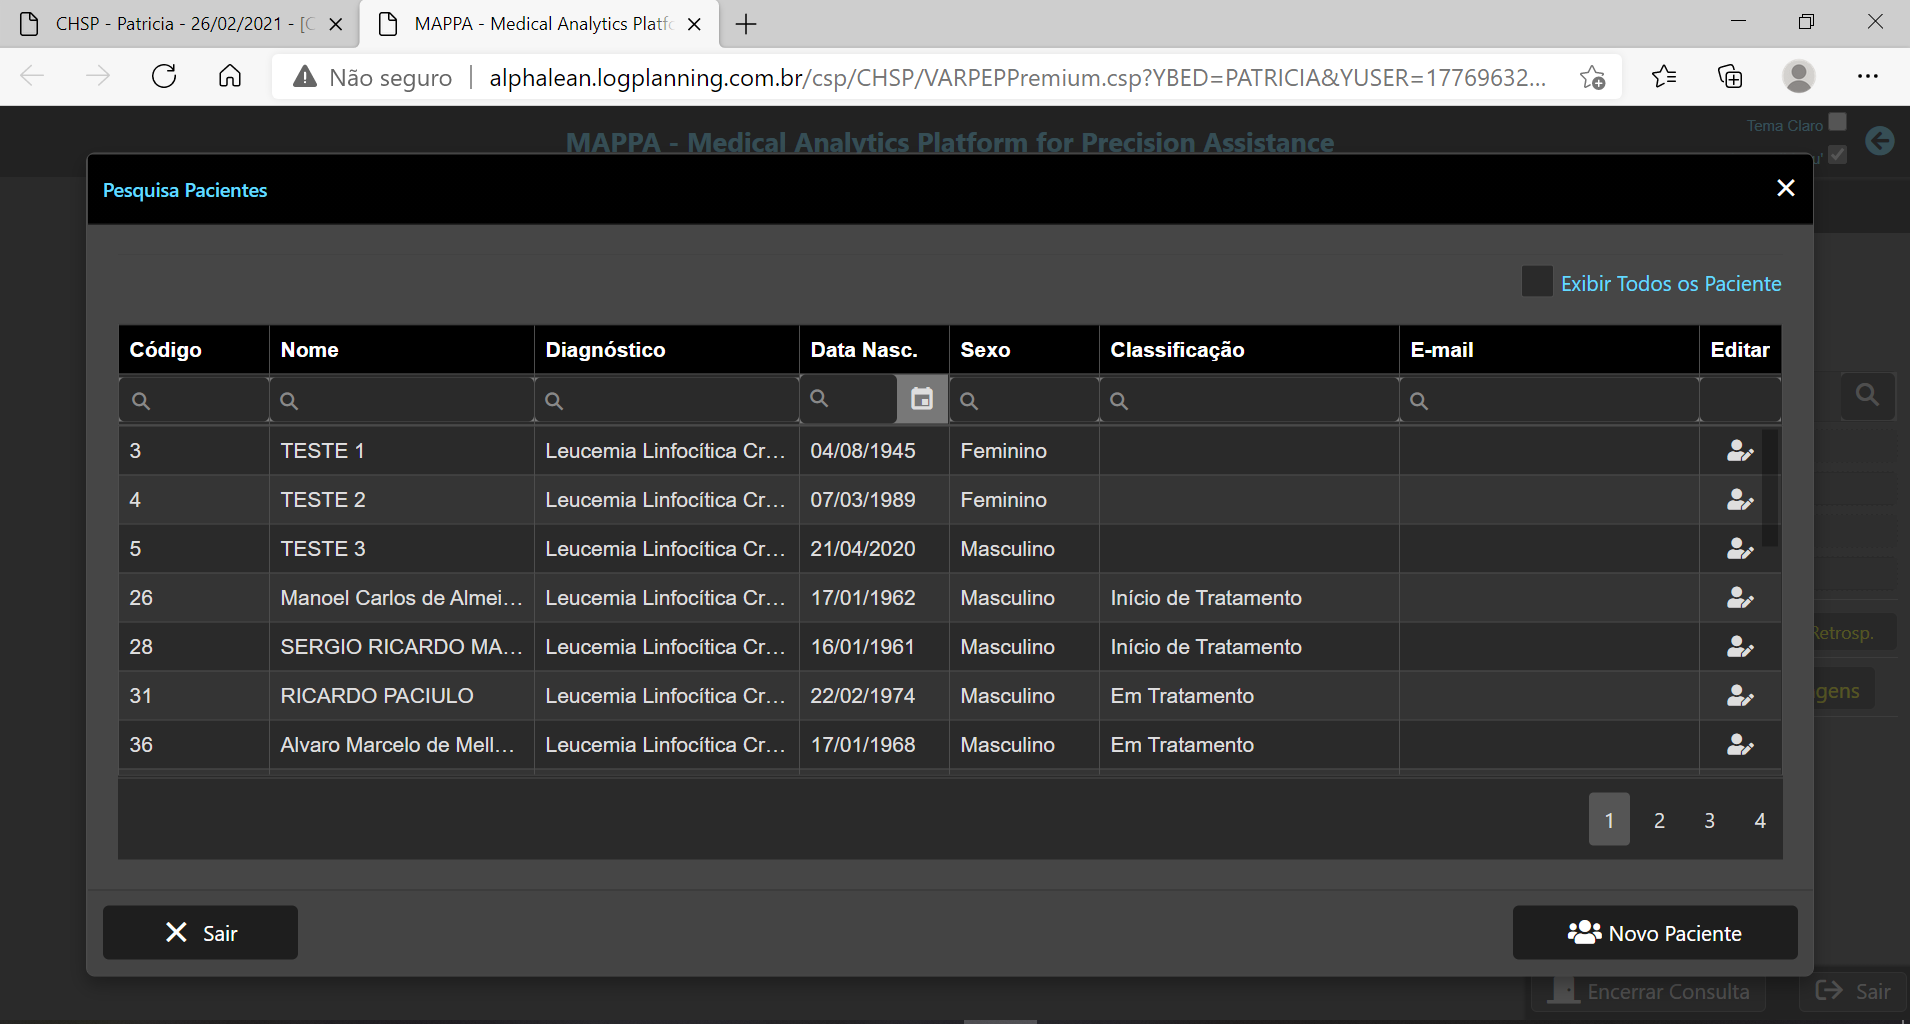 CHSP - Patricia - 26/02/2021 - [C
MAPPA - Medical Analytics Platfo
Não seguro
alphalean.logplanning.com.br/csp/CHSP/VARPEPPremium.csp?YBED=PATRICIA&YUSER=17769632...
MAPPA - Medical Analytics Platform for Precision Assistance
Tema Claro
Pesquisa Pacientes
Exibir Todos os Paciente
Código Nome Diagnóstico Data Nasc. Sexo Classificação E-mail Editar
3 TESTE 1 Leucemia Linfocítica Cr... 04/08/1945 Feminino
4 TESTE 2 Leucemia Linfocítica Cr... 07/03/1989 Feminino
5 TESTE 3 Leucemia Linfocítica Cr... 21/04/2020 Masculino
26 Manoel Carlos de Almei... Leucemia Linfocítica Cr... 17/01/1962 Masculino Início de Tratamento
28 SERGIO RICARDO MA... Leucemia Linfocítica Cr... 16/01/1961 Masculino Início de Tratamento
31 RICARDO PACIULO Leucemia Linfocítica Cr... 22/02/1974 Masculino Em Tratamento
36 Alvaro Marcelo de Mell... Leucemia Linfocítica Cr... 17/01/1968 Masculino Em Tratamento
Retrosp.
gens
1 2 3 4
Sair
Novo Paciente
Encerrar Consulta
Sair